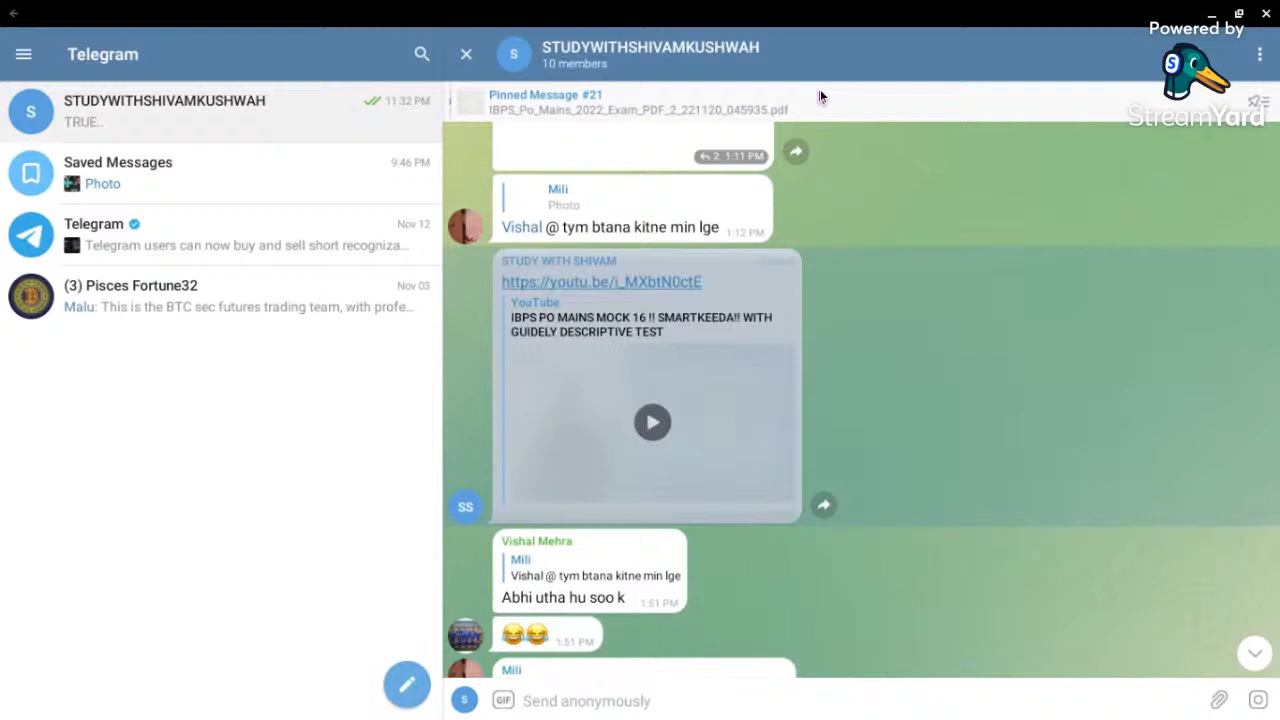 Powered by
StreamYard
Telegram
STUDYWITHSHIVAMKUSHWAH
11:32 PM
TRUE..
Saved Messages
9:46 PM
Photo
Telegram
Nov 12
Telegram users can now buy and sell short recogniza...
(3) Pisces Fortune32
Nov 03
Malu: This is the BTC sec futures trading team, with profe...
S
STUDYWITHSHIVAMKUSHWAH
10 members
Pinned Message #21
IBPS_Po_Mains_2022_Exam_PDF_2_221120_045935.pdf
2 1:11 PM
Mili
Photo
Vishal @ tym btana kitne min lge 1:12 PM
STUDY WITH SHIVAM
https://youtu.be/i_MXbtN0ctE
YouTube
IBPS PO MAINS MOCK 16 !! SMARTKEEDA!! WITH
GUIDELY DESCRIPTIVE TEST
SS
Vishal Mehra
Mili
Vishal @ tym btana kitne min lge
Abhi utha hu soo k 1:51 PM
😂😂 1:51 PM
Mili
S
GIF
Send anonymously